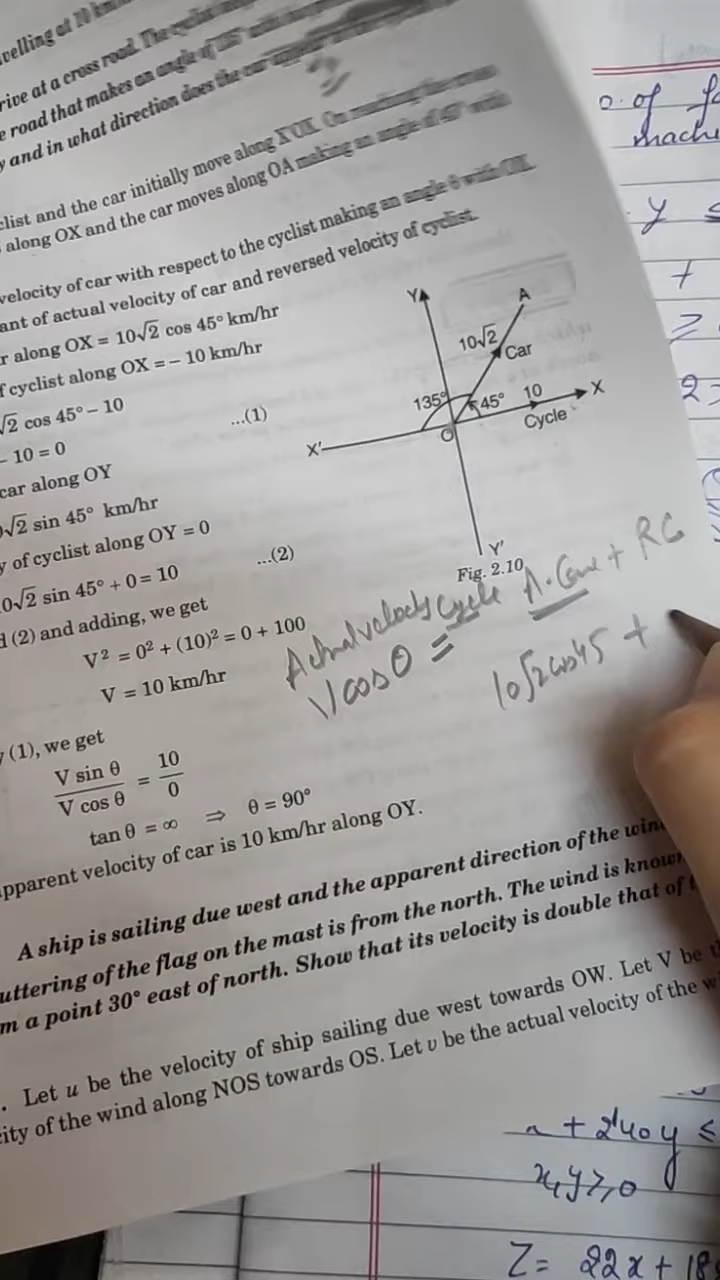 velling at 10 km
rive at a cross road. The cyclist
e road that makes an angle of 135° with
y and in what direction does the car appear
clist and the car initially move along X'OX. On reaching the cross
along OX and the car moves along OA making an angle of 45° with
velocity of car with respect to the cyclist making an angle θ with OX.
ant of actual velocity of car and reversed velocity of cyclist.
r along OX = 10√2 cos 45° km/hr
f cyclist along OX = – 10 km/hr
√2 cos 45° – 10
...(1)
– 10 = 0
car along OY
0√2 sin 45° km/hr
y of cyclist along OY = 0
...(2)
0√2 sin 45° + 0 = 10
d (2) and adding, we get
V² = 0² + (10)² = 0 + 100
V = 10 km/hr
y (1), we get
V sin θ / V cos θ = 10 / 0
tan θ = ∞ ⇒ θ = 90°
pparent velocity of car is 10 km/hr along OY.
Y
A
10√2
Car
135°
45°
10
X
Cycle
O
X'
Y'
Fig. 2.10
Actual velocity cycle A. Car + RC
V cos θ =
10√2 cos 45 +
A ship is sailing due west and the apparent direction of the win
uttering of the flag on the mast is from the north. The wind is know
m a point 30° east of north. Show that its velocity is double that of t
. Let u be the velocity of ship sailing due west towards OW. Let V be t
city of the wind along NOS towards OS. Let v be the actual velocity of the w
o. of fo
machi
y ≤
+
≥
2
x + 240y ≤
x, y ≥, 0
Z = 22x + 18